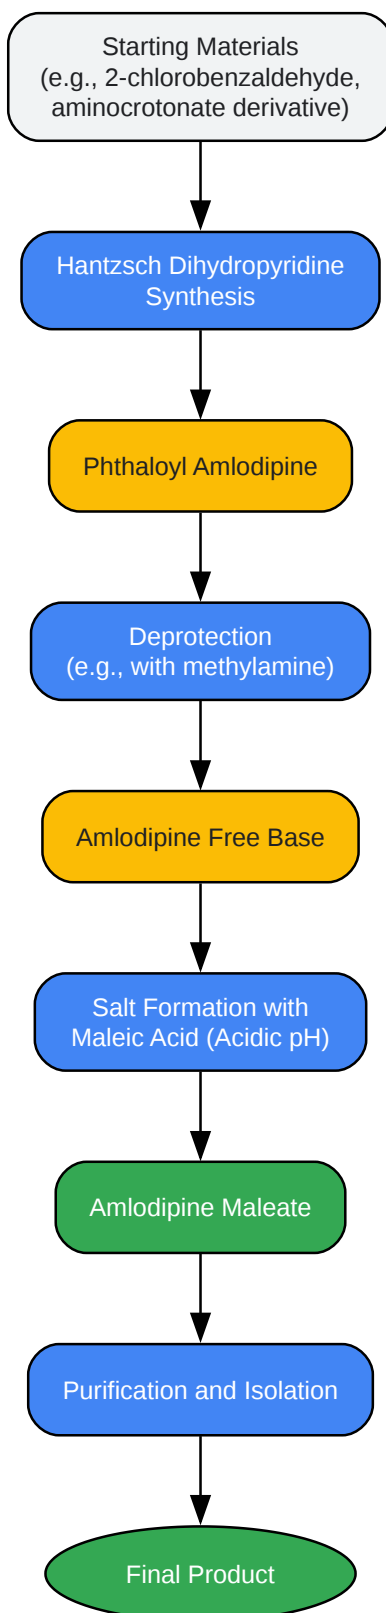 Starting Materials
(e.g., 2-chlorobenzaldehyde,
aminocrotonate derivative)
Hantzsch Dihydropyridine
Synthesis
Phthaloyl Amlodipine
Deprotection
(e.g., with methylamine)
Amlodipine Free Base
Salt Formation with
Maleic Acid (Acidic pH)
Amlodipine Maleate
Purification and Isolation
Final Product